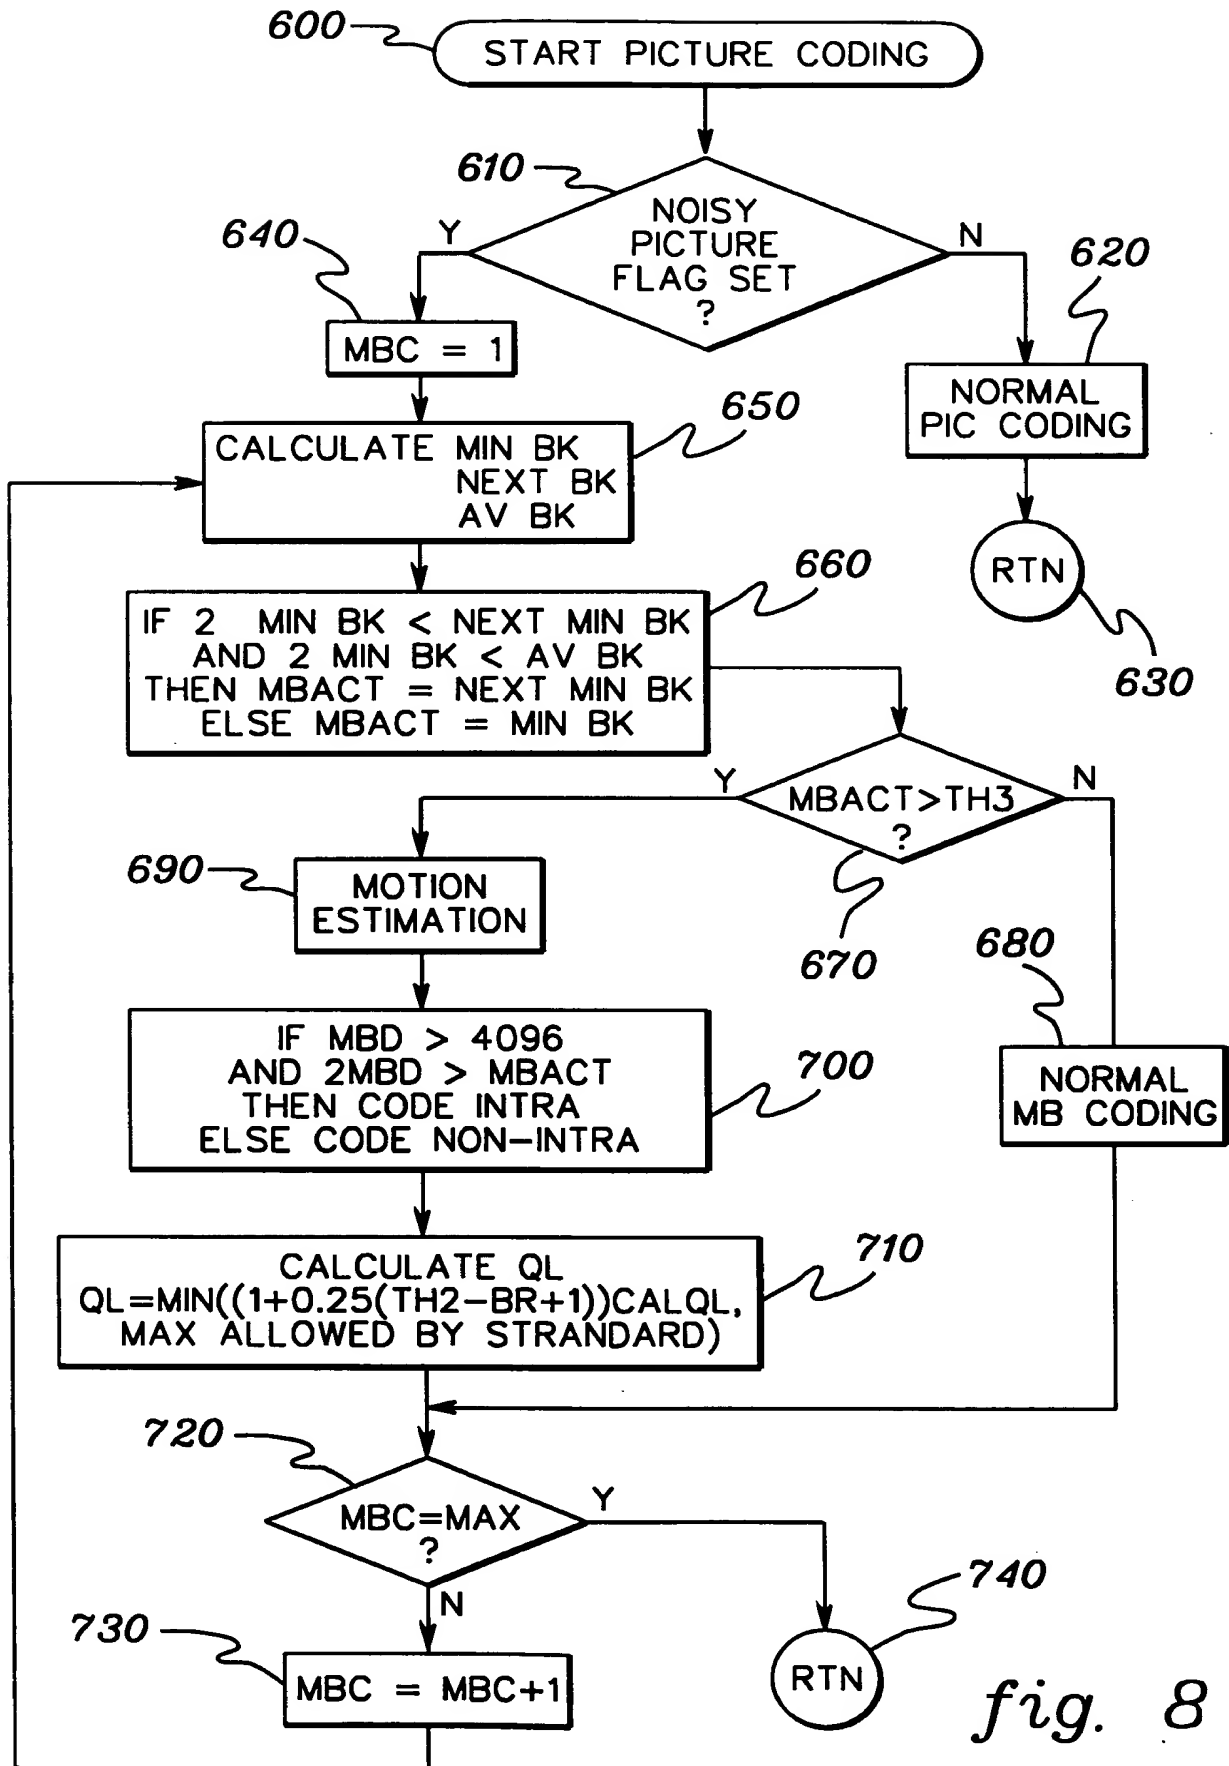 600
START PICTURE CODING
610
NOISY
PICTURE
FLAG SET
?
Y
N
640
MBC = 1
620
NORMAL
PIC CODING
650
CALCULATE MIN BK
NEXT BK
AV BK
RTN
630
660
IF 2 MIN BK < NEXT MIN BK
AND 2 MIN BK < AV BK
THEN MBACT = NEXT MIN BK
ELSE MBACT = MIN BK
MBACT>TH3
?
Y
N
670
690
MOTION
ESTIMATION
680
NORMAL
MB CODING
IF MBD > 4096
AND 2MBD > MBACT
THEN CODE INTRA
ELSE CODE NON-INTRA
700
CALCULATE QL
QL=MIN((1+0.25(TH2-BR+1))CALQL,
MAX ALLOWED BY STRANDARD)
710
720
MBC=MAX
?
Y
N
730
MBC = MBC+1
740
RTN
fig. 8